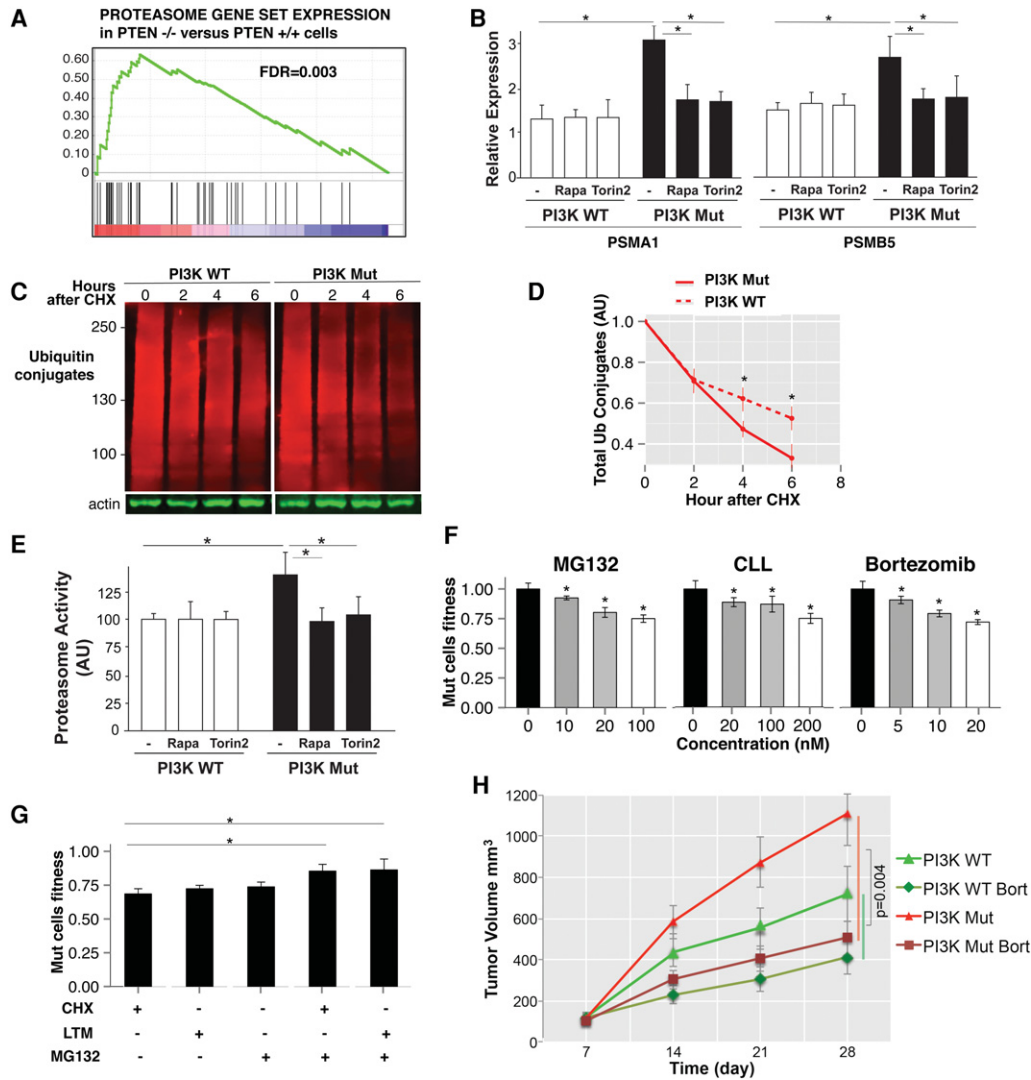 A
PROTEASOME GENE SET EXPRESSION
in PTEN -/- versus PTEN +/+ cells
FDR=0.003
0.60
0.50
0.40
0.30
0.20
0.10
0
B
Relative Expression
3
2
1
0
* * * * * *
- Rapa Torin2 - Rapa Torin2 - Rapa Torin2 - Rapa Torin2
PI3K WT PI3K Mut PI3K WT PI3K Mut
PSMA1 PSMB5
C
PI3K WT PI3K Mut
Hours after CHX
0 2 4 6 0 2 4 6
250
Ubiquitin conjugates
130
100
actin
D
PI3K Mut
PI3K WT
Total Ub Conjugates (AU)
1.0
0.8
0.6
0.4
* *
0 2 4 6 8
Hour after CHX
E
Proteasome Activity (AU)
125
100
75
50
25
0
* * *
- Rapa Torin2 - Rapa Torin2
PI3K WT PI3K Mut
F
MG132 CLL Bortezomib
Mut cells fitness
1.00
0.75
0.50
0.25
0.00
* * * * * * * * *
0 10 20 100 0 20 100 200 0 5 10 20
Concentration (nM)
G
Mut cells fitness
1.00
0.75
0.50
0.25
0.00
* *
CHX + - - + -
LTM - + - - +
MG132 - - + + +
H
Tumor Volume mm³
1200
1000
800
600
400
200
0
7 14 21 28
Time (day)
p=0.004
PI3K WT
PI3K WT Bort
PI3K Mut
PI3K Mut Bort